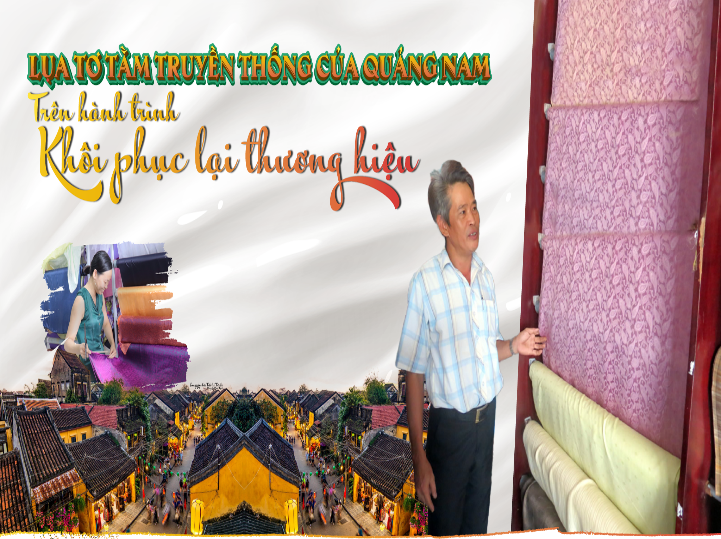 LỤA TƠ TẰM TRUYỀN THỐNG CỦA QUẢNG NAM
Trên hành trình
Khôi phục lại thương hiệu